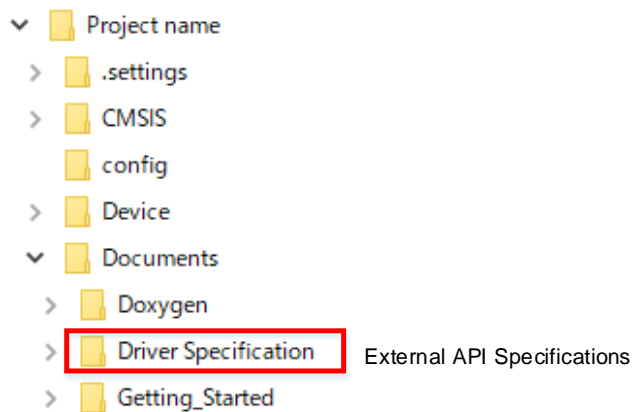 Project name
.settings
CMSIS
config
Device
Documents
Doxygen
Driver Specification External API Specifications
Getting_Started